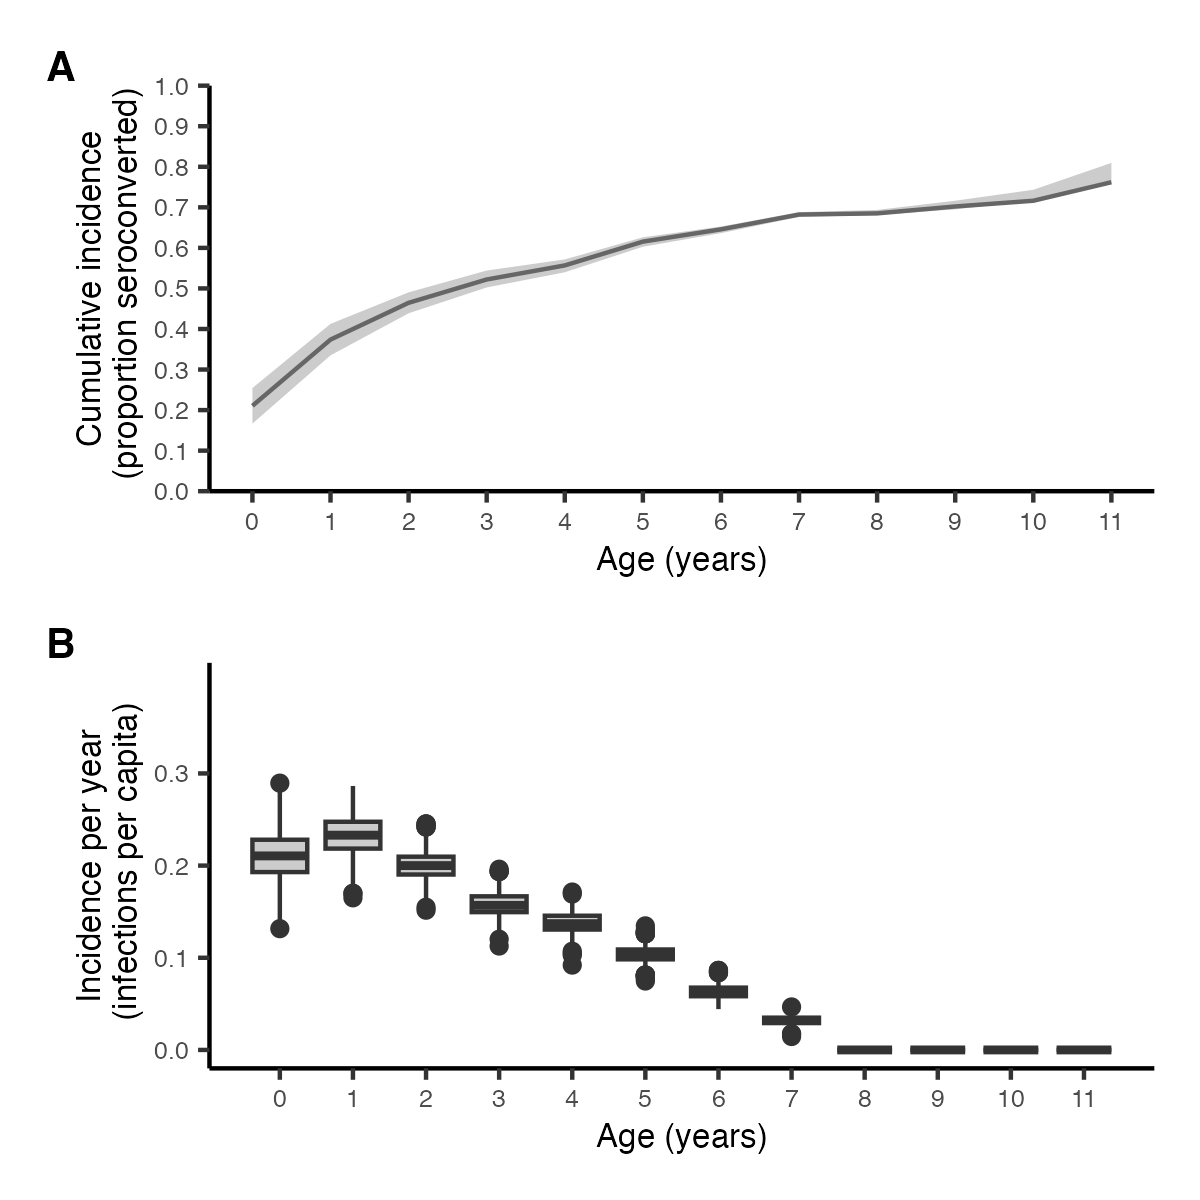 A
Cumulative incidence
(proportion seroconverted)
1.0
0.9
0.8
0.7
0.6
0.5
0.4
0.3
0.2
0.1
0.0
0 1 2 3 4 5 6 7 8 9 10 11
Age (years)
B
Incidence per year
(infections per capita)
0.3
0.2
0.1
0.0
0 1 2 3 4 5 6 7 8 9 10 11
Age (years)